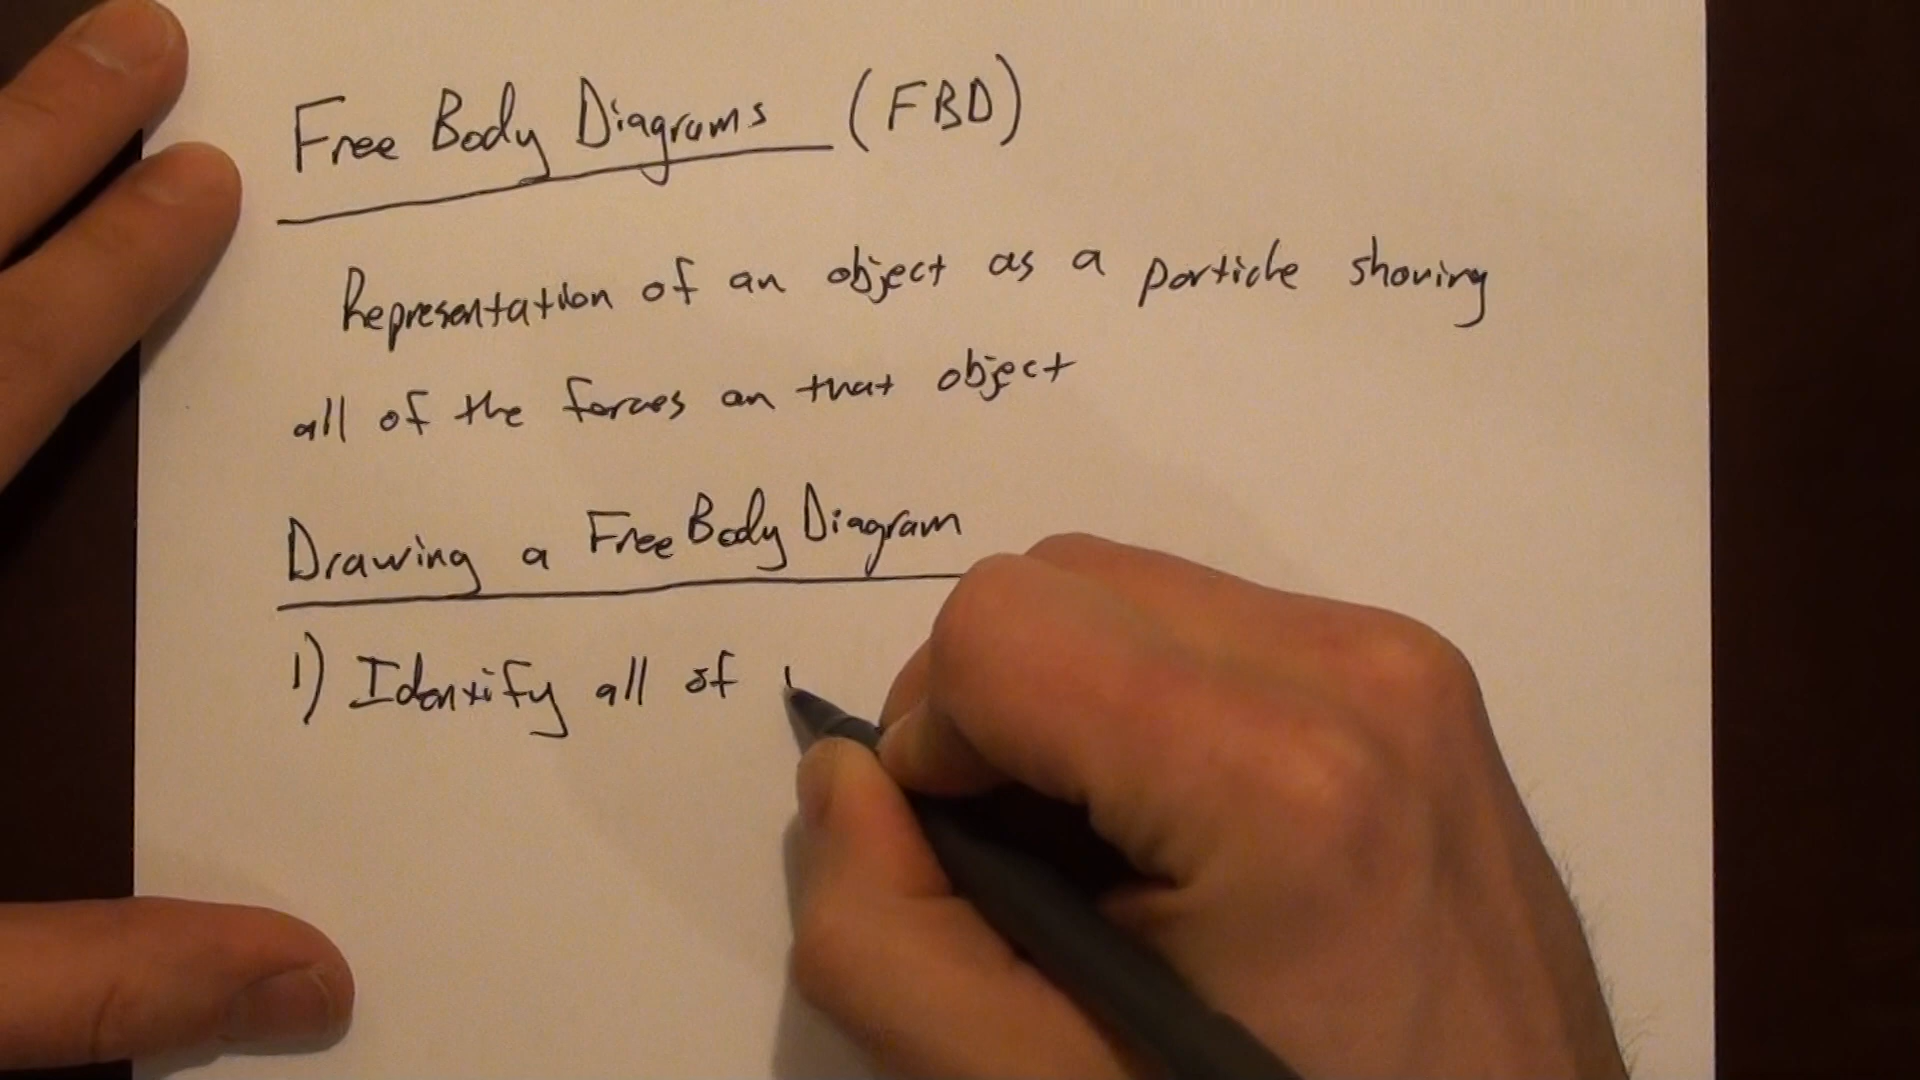 Free Body Diagrams (FBD)
Representation of an object as a particle showing
all of the forces on that object
Drawing a Free Body Diagram
1) Identify all of